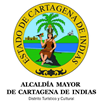 ESTADO DE CARTAGENA DE INDIAS
ALCALDÍA MAYOR
DE CARTAGENA DE INDIAS
Distrito Turístico y Cultural